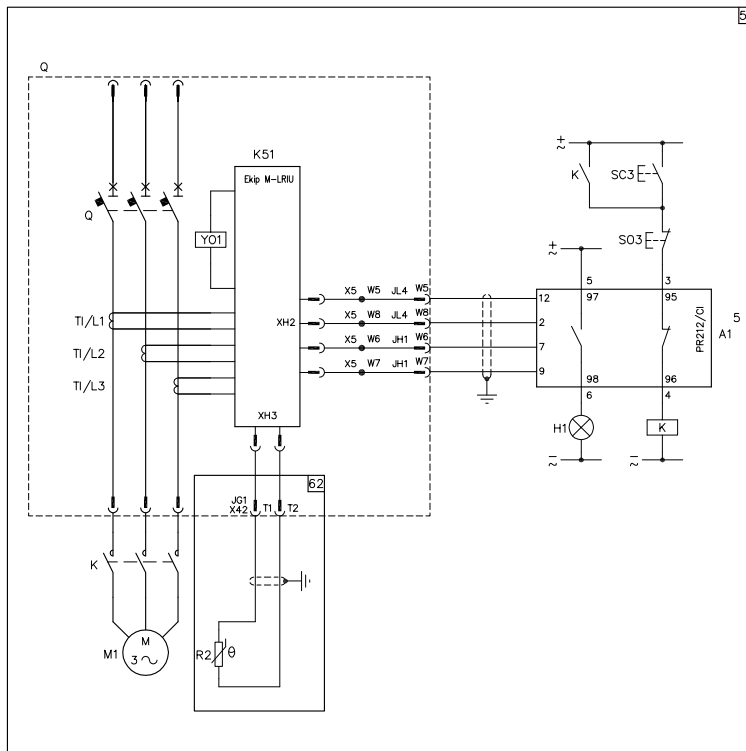 5
Q
K51
Ekip M-LRIU
Q
YO1
TI/L1
TI/L2
TI/L3
XH2
XH3
X5 W5 JL4 W5
X5 W8 JL4 W8
X5 W6 JH1 W6
X5 W7 JH1 W7
+
~
K
SC3
SO3
+
~
5
3
12
2
7
9
97
95
PR212/CI
5
A1
98
96
6
4
H1
K
–
~
–
~
62
JG1
X42
T1
T2
K
M1
M
3 ~
R2
θ